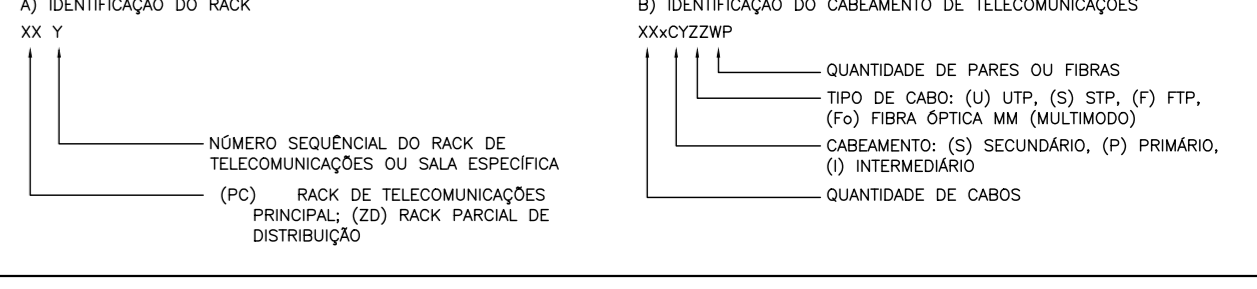 A) IDENTIFICAÇÃO DO RACK
XX Y
NÚMERO SEQUÊNCIAL DO RACK DE
TELECOMUNICAÇÕES OU SALA ESPECÍFICA
(PC) RACK DE TELECOMUNICAÇÕES
PRINCIPAL; (ZD) RACK PARCIAL DE
DISTRIBUIÇÃO
B) IDENTIFICAÇÃO DO CABEAMENTO DE TELECOMUNICAÇÕES
XXxCYZZWP
QUANTIDADE DE PARES OU FIBRAS
TIPO DE CABO: (U) UTP, (S) STP, (F) FTP,
(Fo) FIBRA ÓPTICA MM (MULTIMODO)
CABEAMENTO: (S) SECUNDÁRIO, (P) PRIMÁRIO,
(I) INTERMEDIÁRIO
QUANTIDADE DE CABOS